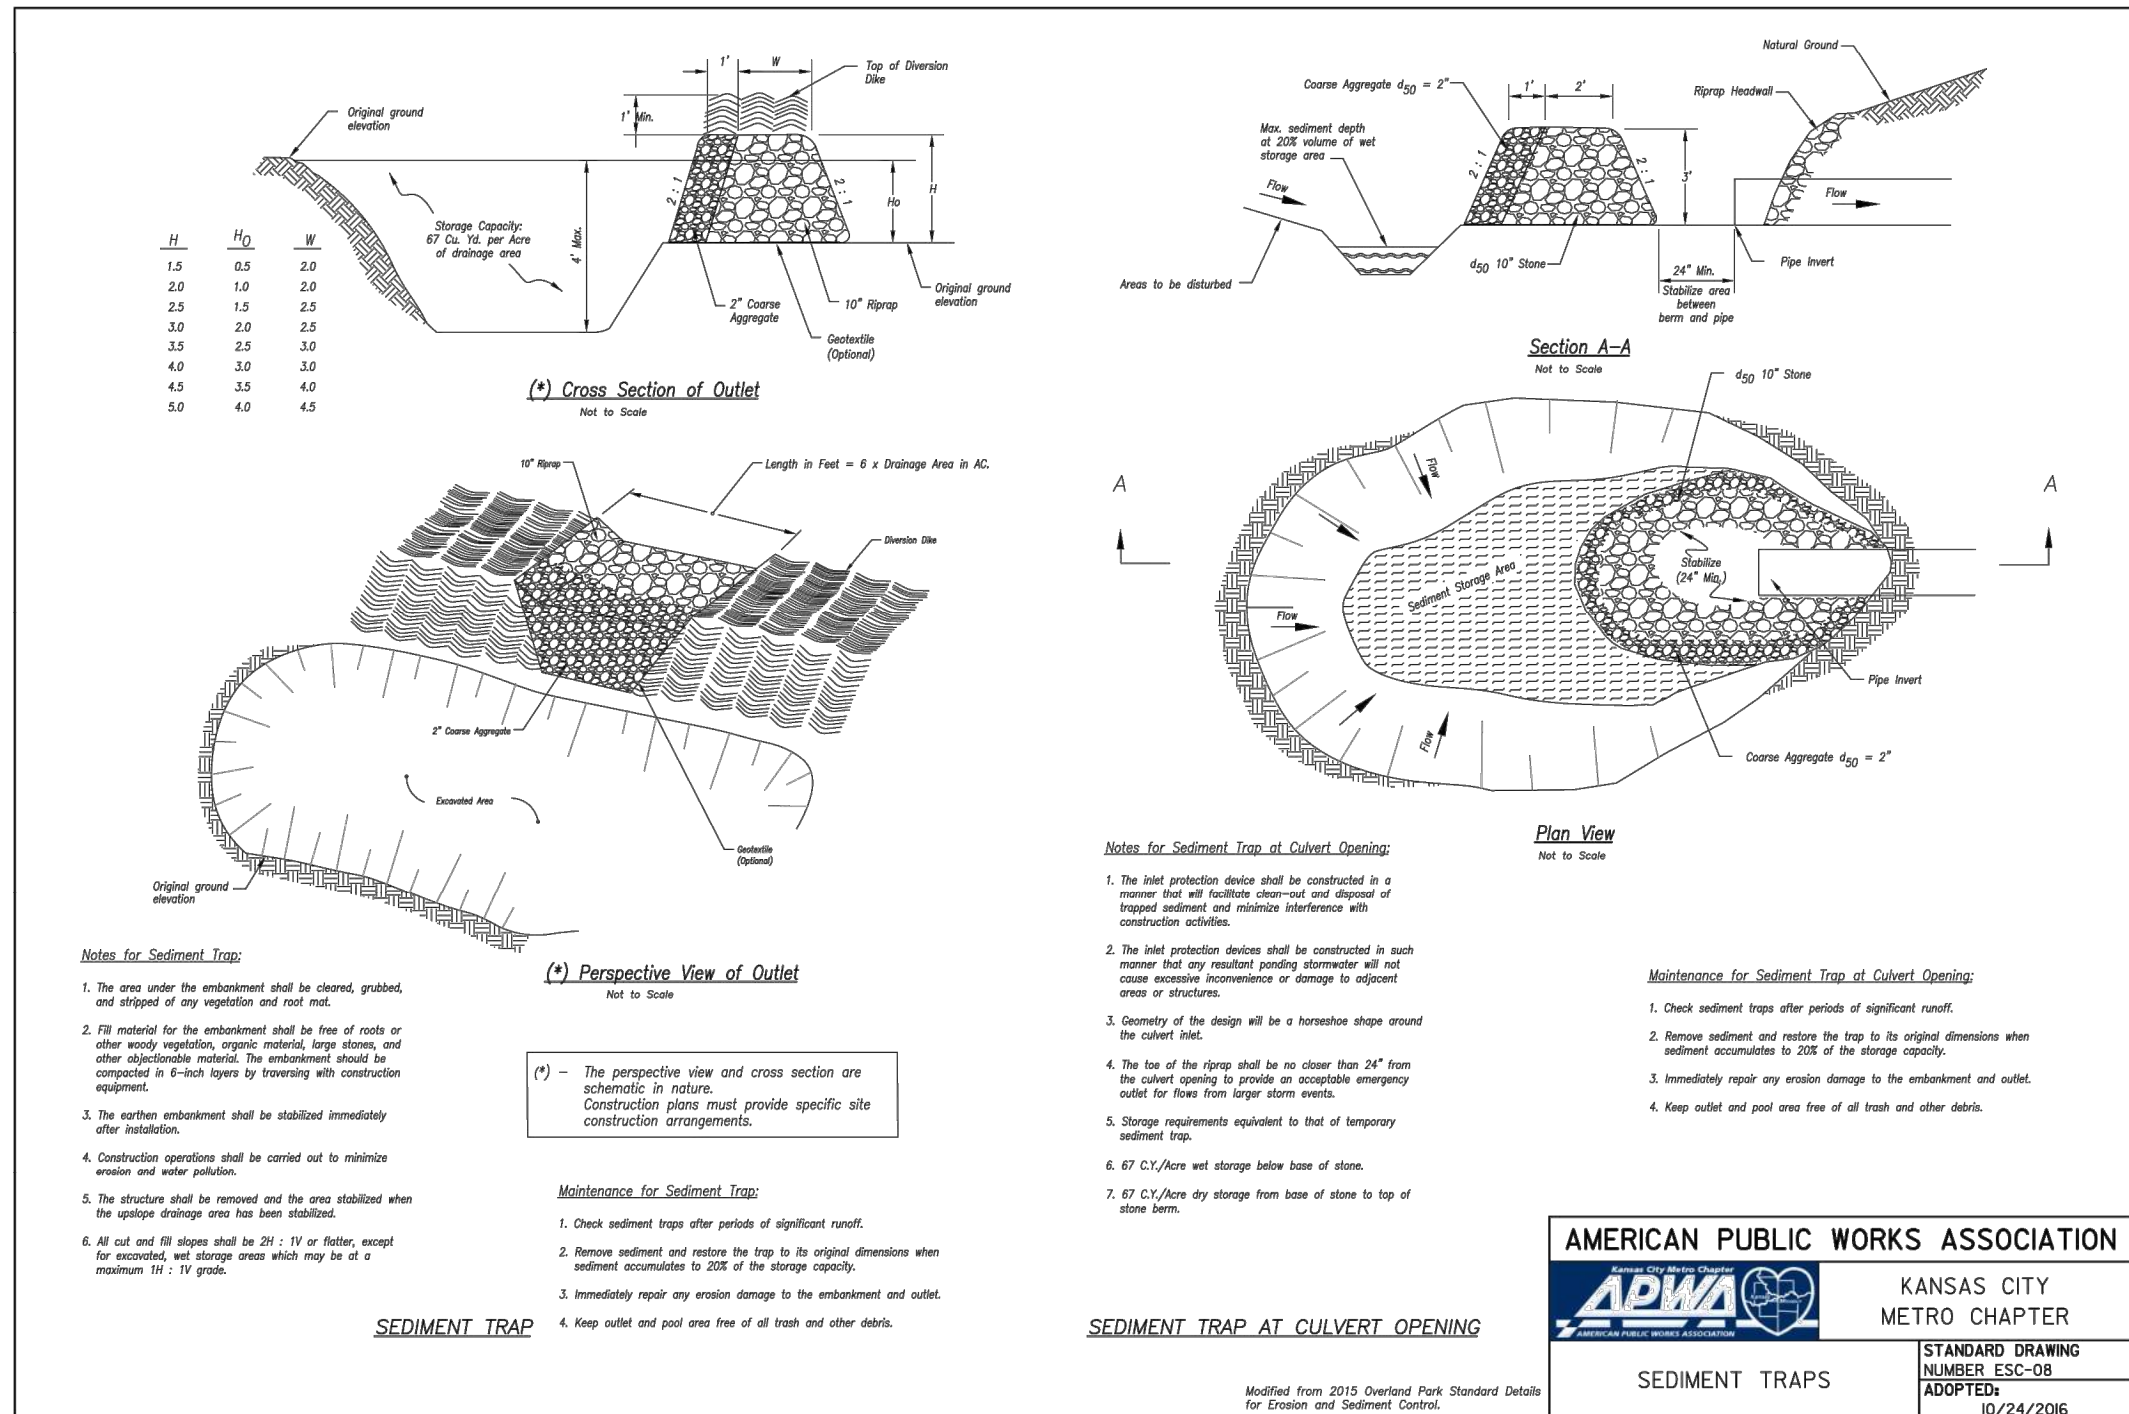 1'
W
Top of Diversion
Dike
1' Min.
Original ground
elevation
2 : 1
2 : 1
Ho
H
4' Max.
Storage Capacity:
67 Cu. Yd. per Acre
of drainage area
H HO W
1.5 0.5 2.0
2.0 1.0 2.0
2.5 1.5 2.5
3.0 2.0 2.5
3.5 2.5 3.0
4.0 3.0 3.0
4.5 3.5 4.0
5.0 4.0 4.5
2" Coarse
Aggregate
10" Riprap
Original ground
elevation
Geotextile
(Optional)
(*) Cross Section of Outlet
Not to Scale
10" Riprap
Length in Feet = 6 x Drainage Area in AC.
Diversion Dike
2" Coarse Aggregate
Excavated Area
Geotextile
(Optional)
Original ground
elevation
(*) Perspective View of Outlet
Not to Scale
Notes for Sediment Trap:
1. The area under the embankment shall be cleared, grubbed,
and stripped of any vegetation and root mat.
2. Fill material for the embankment shall be free of roots or
other woody vegetation, organic material, large stones, and
other objectionable material. The embankment should be
compacted in 6-inch layers by traversing with construction
equipment.
3. The earthen embankment shall be stabilized immediately
after installation.
4. Construction operations shall be carried out to minimize
erosion and water pollution.
5. The structure shall be removed and the area stabilized when
the upslope drainage area has been stabilized.
6. All cut and fill slopes shall be 2H : 1V or flatter, except
for excavated, wet storage areas which may be at a
maximum 1H : 1V grade.
(*) - The perspective view and cross section are
schematic in nature.
Construction plans must provide specific site
construction arrangements.
Maintenance for Sediment Trap:
1. Check sediment traps after periods of significant runoff.
2. Remove sediment and restore the trap to its original dimensions when
sediment accumulates to 20% of the storage capacity.
3. Immediately repair any erosion damage to the embankment and outlet.
4. Keep outlet and pool area free of all trash and other debris.
SEDIMENT TRAP
Natural Ground
Coarse Aggregate d50 = 2"
1'
2'
Riprap Headwall
Max. sediment depth
at 20% volume of wet
storage area
2 : 1
2 : 1
3'
Flow
Flow
Areas to be disturbed
d50 10" Stone
24" Min.
Pipe Invert
Stabilize area
between
berm and pipe
Section A-A
Not to Scale
d50 10" Stone
Flow
A
A
Stabilize
(24" Min.)
Sediment Storage Area
Flow
Flow
Pipe Invert
Coarse Aggregate d50 = 2"
Plan View
Not to Scale
Notes for Sediment Trap at Culvert Opening:
1. The inlet protection device shall be constructed in a
manner that will facilitate clean-out and disposal of
trapped sediment and minimize interference with
construction activities.
2. The inlet protection devices shall be constructed in such
manner that any resultant ponding stormwater will not
cause excessive inconvenience or damage to adjacent
areas or structures.
3. Geometry of the design will be a horseshoe shape around
the culvert inlet.
4. The toe of the riprap shall be no closer than 24" from
the culvert opening to provide an acceptable emergency
outlet for flows from larger storm events.
5. Storage requirements equivalent to that of temporary
sediment trap.
6. 67 C.Y./Acre wet storage below base of stone.
7. 67 C.Y./Acre dry storage from base of stone to top of
stone berm.
Maintenance for Sediment Trap at Culvert Opening:
1. Check sediment traps after periods of significant runoff.
2. Remove sediment and restore the trap to its original dimensions when
sediment accumulates to 20% of the storage capacity.
3. Immediately repair any erosion damage to the embankment and outlet.
4. Keep outlet and pool area free of all trash and other debris.
SEDIMENT TRAP AT CULVERT OPENING
Modified from 2015 Overland Park Standard Details
for Erosion and Sediment Control.
AMERICAN PUBLIC WORKS ASSOCIATION
Kansas City Metro Chapter
APWA
AMERICAN PUBLIC WORKS ASSOCIATION
KANSAS CITY
METRO CHAPTER
SEDIMENT TRAPS
STANDARD DRAWING
NUMBER ESC-08
ADOPTED:
10/24/2016